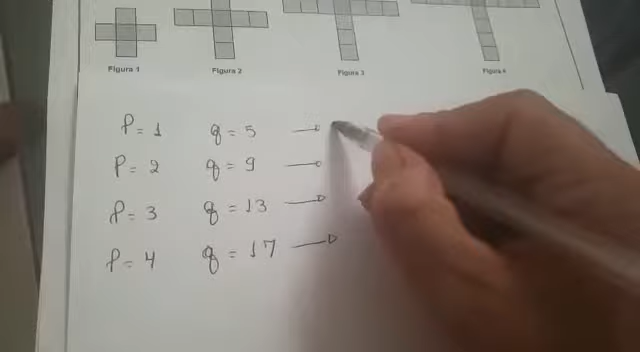 Figura 1 Figura 2 Figura 3 Figura 4
P = 1 q = 5
P = 2 q = 9
P = 3 q = 13
P = 4 q = 17